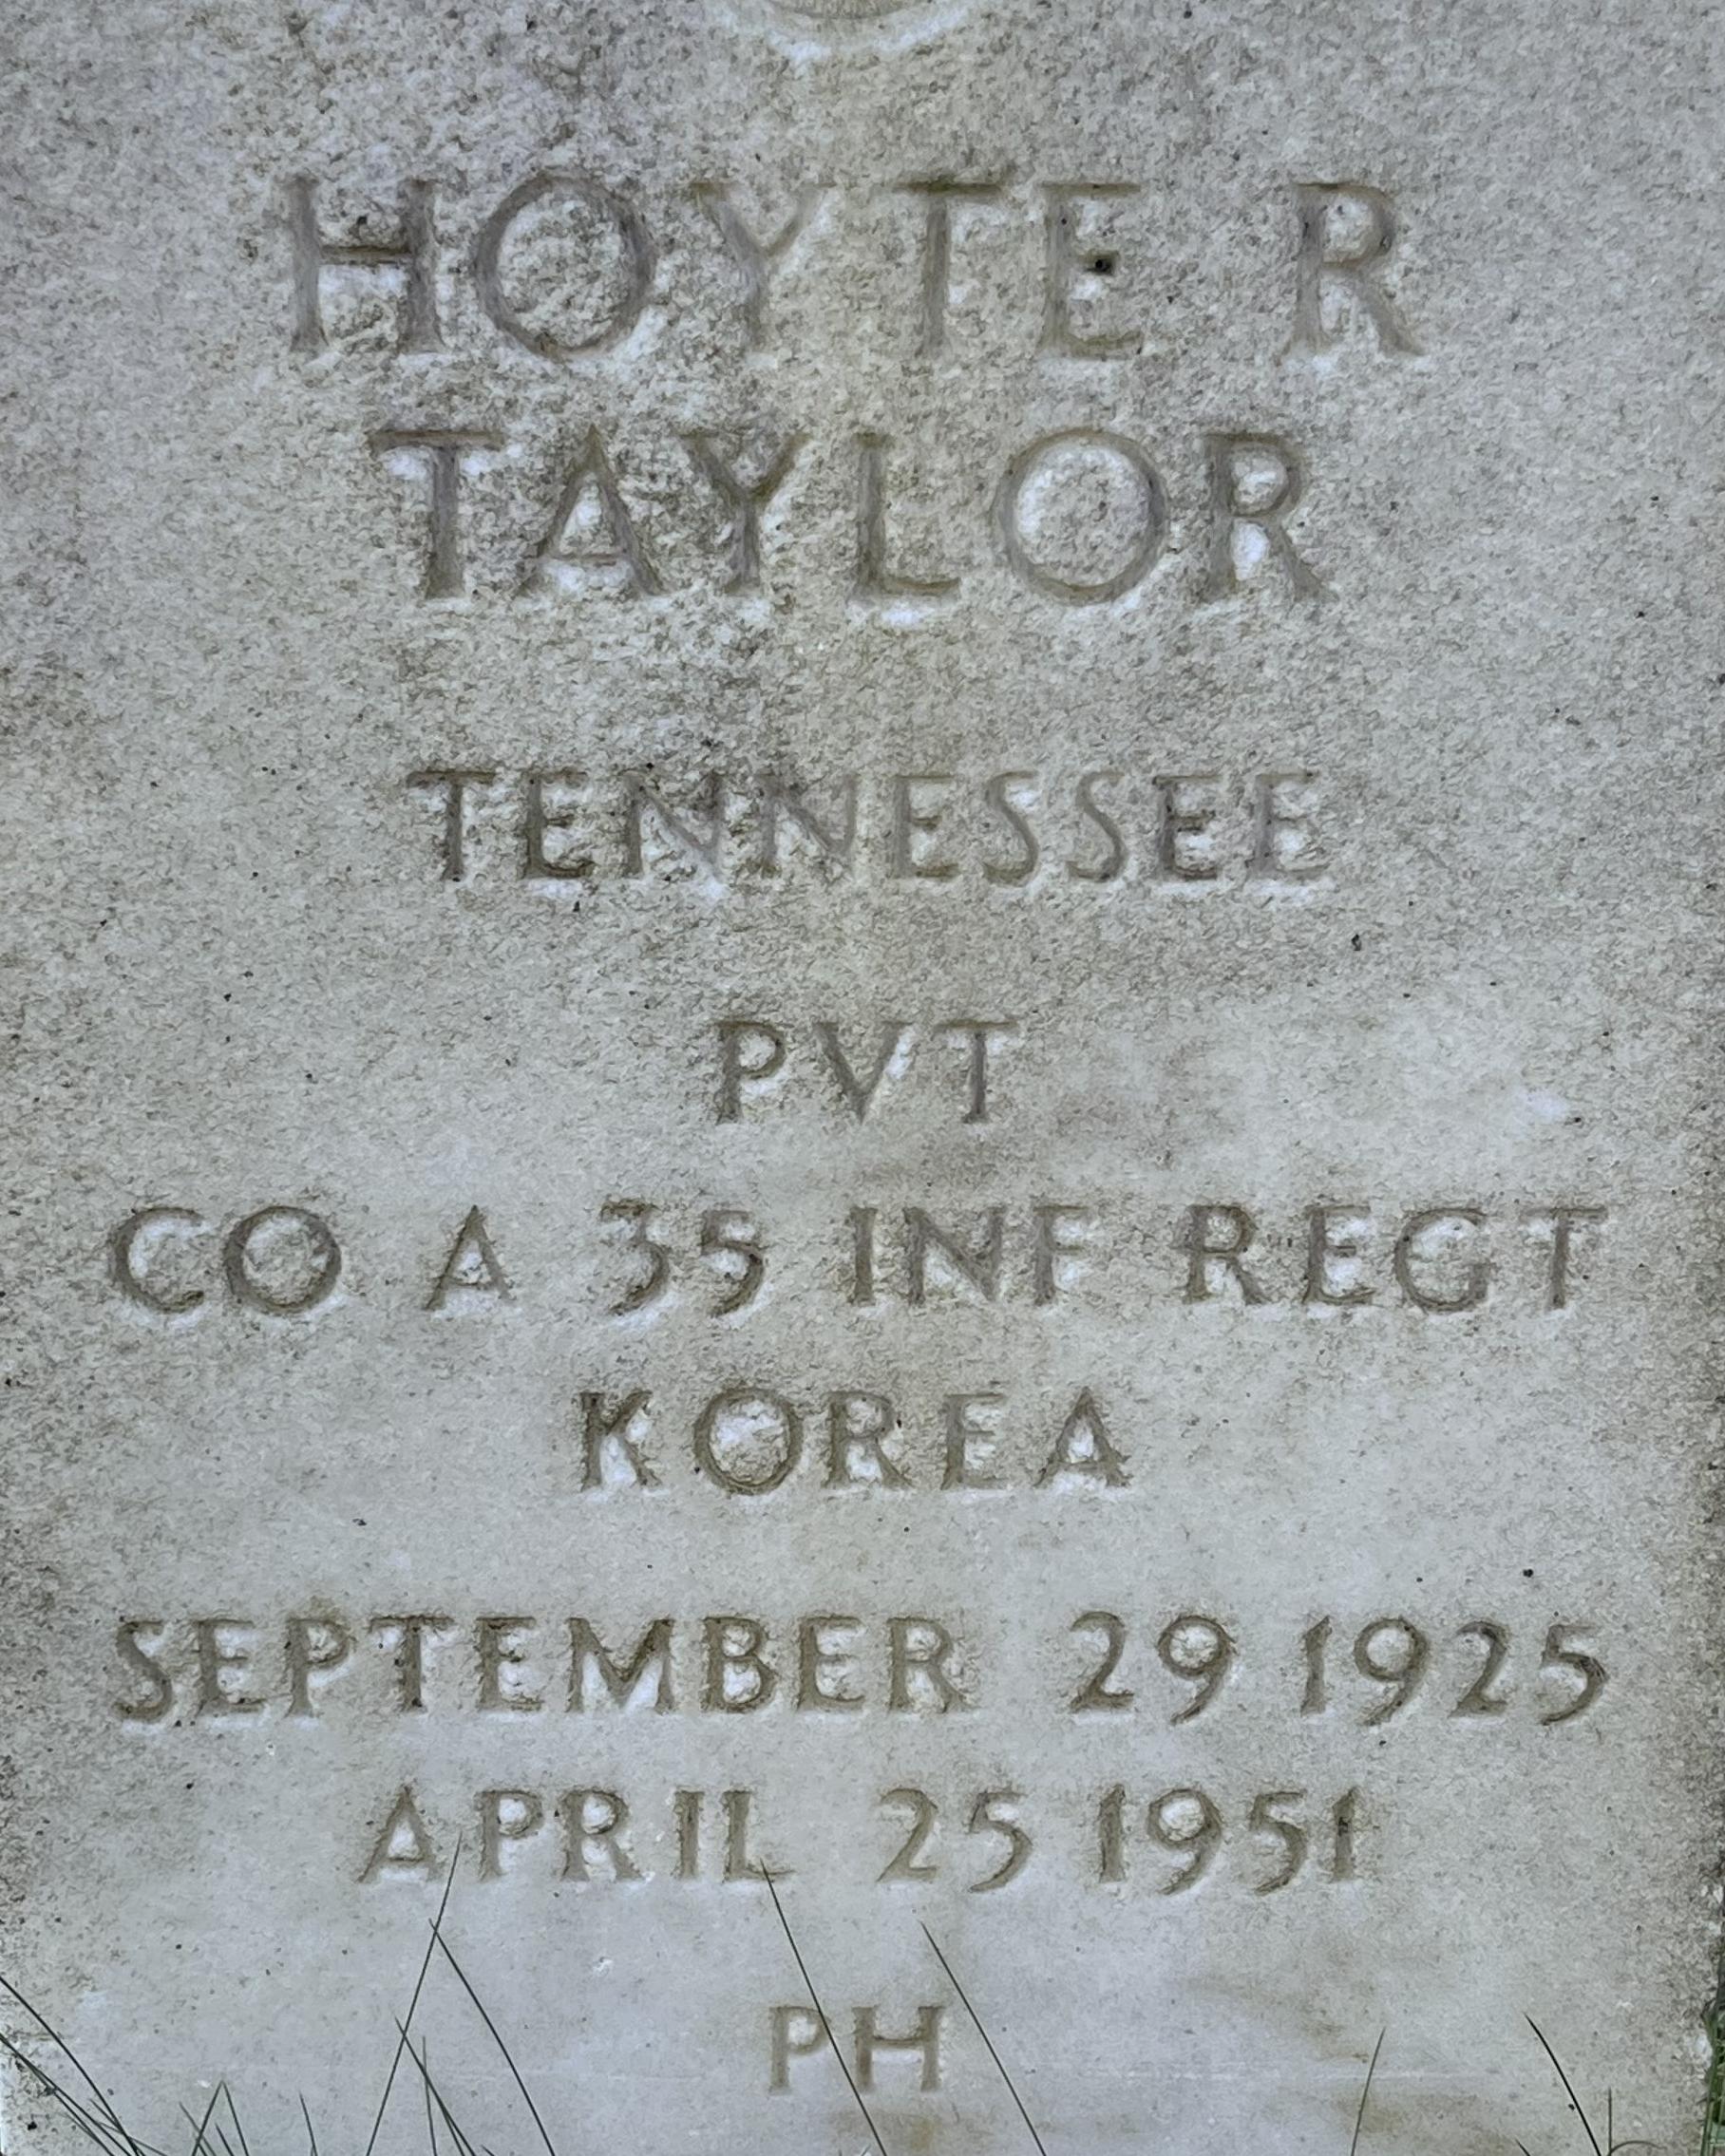 HOYTE R
TAYLOR
TENNESSEE
PVT
CO A 35 INF REGT
KOREA
SEPTEMBER 29 1925
APRIL 25 1951
PH